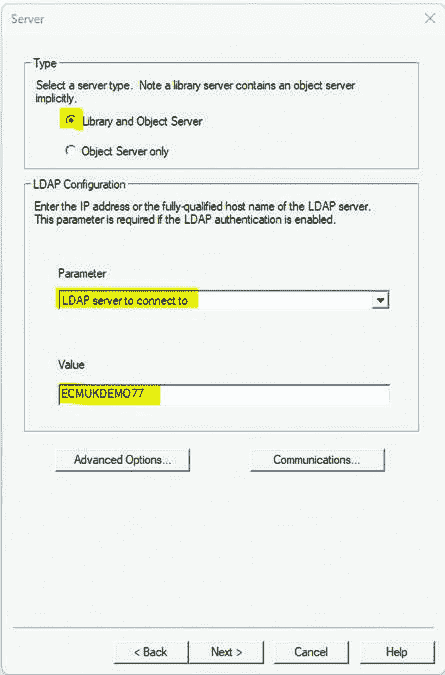 Server
Type
Select a server type. Note a library server contains an object server
implicitly.
Library and Object Server
Object Server only
LDAP Configuration
Enter the IP address or the fully-qualified host name of the LDAP server.
This parameter is required if the LDAP authentication is enabled.
Parameter
LDAP server to connect to
Value
ECMUKDEMO77
Advanced Options... Communications...
< Back Next > Cancel Help